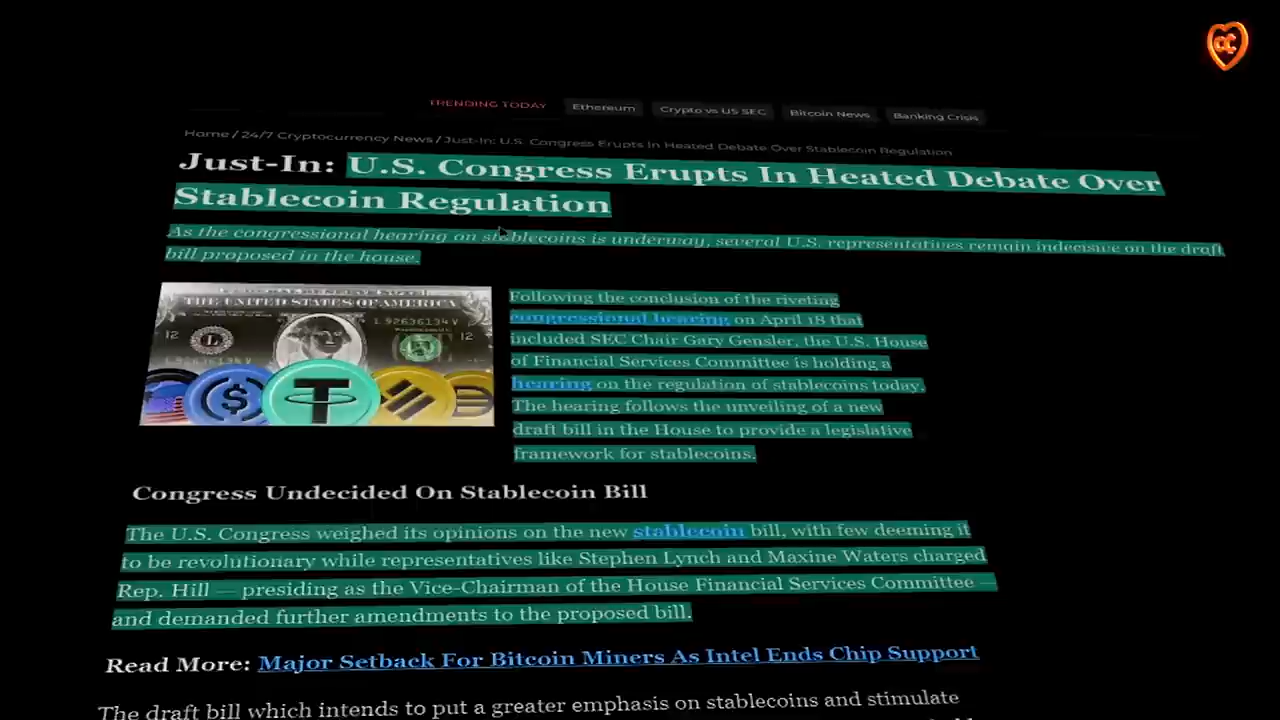 TRENDING TODAY Ethereum Crypto vs US SEC Bitcoin News Banking Crisis
Home / 24/7 Cryptocurrency News / Just-In: U.S. Congress Erupts In Heated Debate Over Stablecoin Regulation
Just-In: U.S. Congress Erupts In Heated Debate Over
Stablecoin Regulation
As the congressional hearing on stablecoins is underway, several U.S. representatives remain indecisive on the draft
bill proposed in the house.
THE UNITED STATES OF AMERICA
1.92636134V
12
L
12
Following the conclusion of the riveting
congressional hearing on April 18 that
included SEC Chair Gary Gensler, the U.S. House
of Financial Services Committee is holding a
hearing on the regulation of stablecoins today.
The hearing follows the unveiling of a new
draft bill in the House to provide a legislative
framework for stablecoins.
Congress Undecided On Stablecoin Bill
The U.S. Congress weighed its opinions on the new stablecoin bill, with few deeming it
to be revolutionary while representatives like Stephen Lynch and Maxine Waters charged
Rep. Hill — presiding as the Vice-Chairman of the House Financial Services Committee —
and demanded further amendments to the proposed bill.
Read More: Major Setback For Bitcoin Miners As Intel Ends Chip Support
The draft bill which intends to put a greater emphasis on stablecoins and stimulate